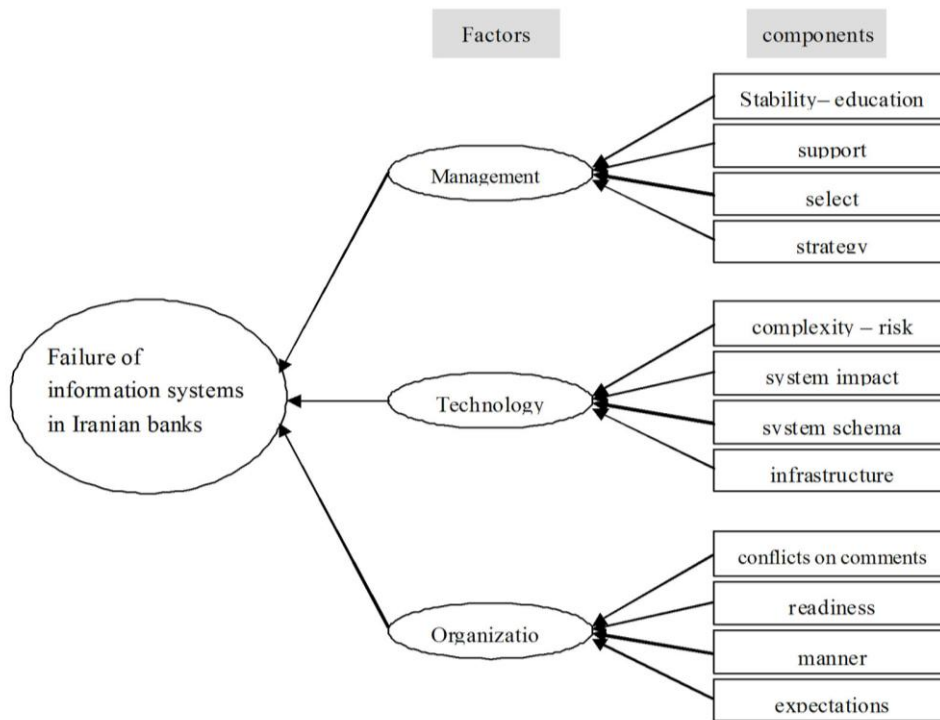 Factors
components
Stability– education
support
select
strategy
Management
complexity – risk
system impact
system schema
infrastructure
Technology
Failure of
information systems
in Iranian banks
conflicts on comments
readiness
manner
expectations
Organizatio